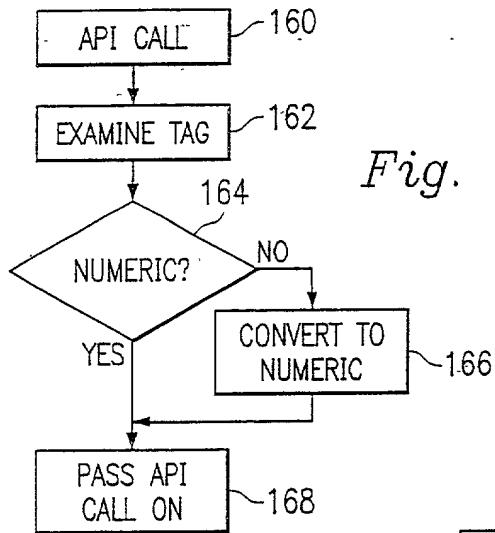 API CALL
160
EXAMINE TAG
162
Fig.
164
NUMERIC?
NO
YES
CONVERT TO
NUMERIC
166
PASS API
CALL ON
168